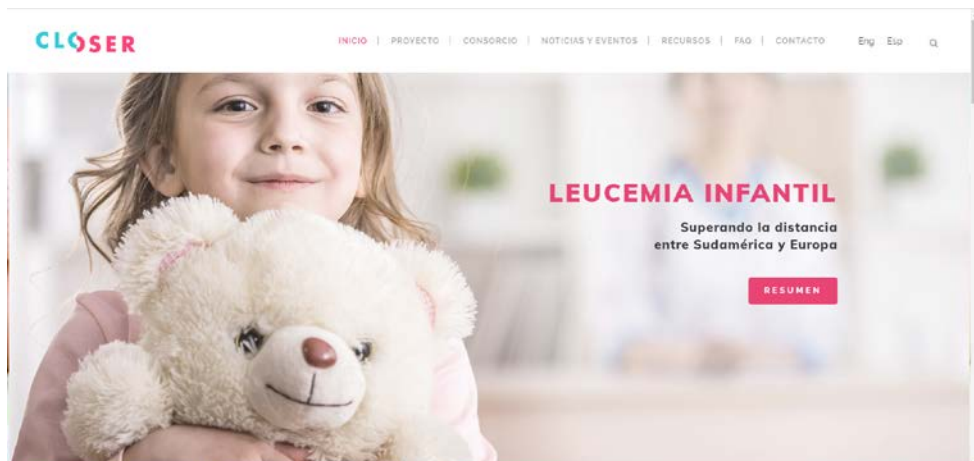 CLOSER
INICIO | PROYECTO | CONSORCIO | NOTICIAS Y EVENTOS | RECURSOS | FAQ | CONTACTO Eng Esp
LEUCEMIA INFANTIL
Superando la distancia
entre Sudamérica y Europa
RESUMEN